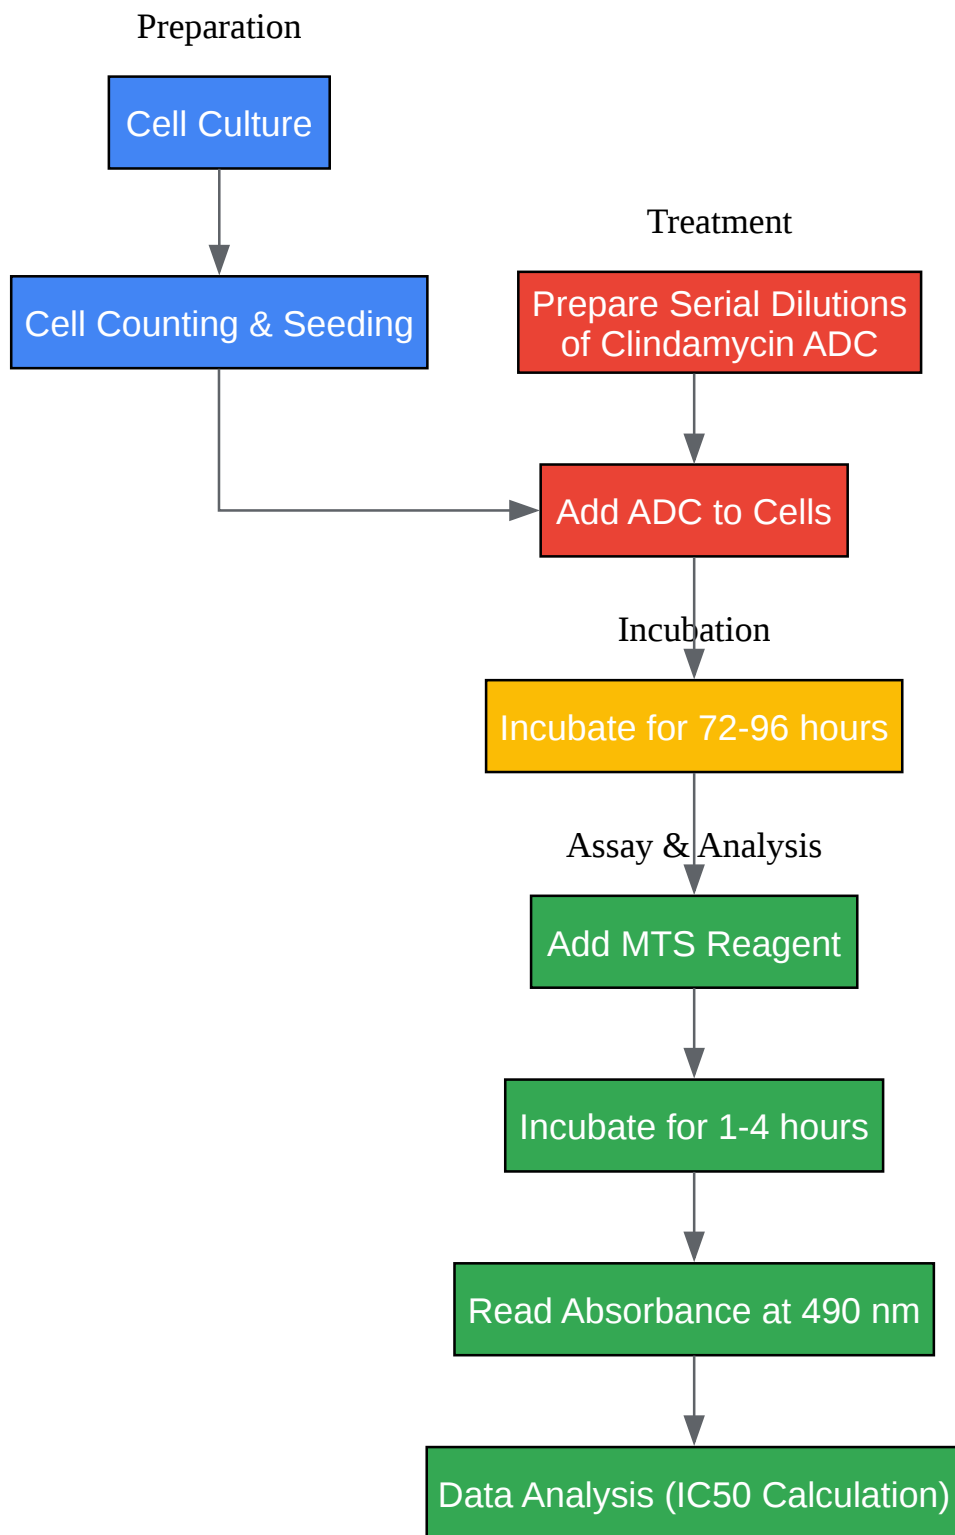 Preparation
Cell Culture
Cell Counting & Seeding
Treatment
Prepare Serial Dilutions
of Clindamycin ADC
Add ADC to Cells
Incubation
Incubate for 72-96 hours
Assay & Analysis
Add MTS Reagent
Incubate for 1-4 hours
Read Absorbance at 490 nm
Data Analysis (IC50 Calculation)